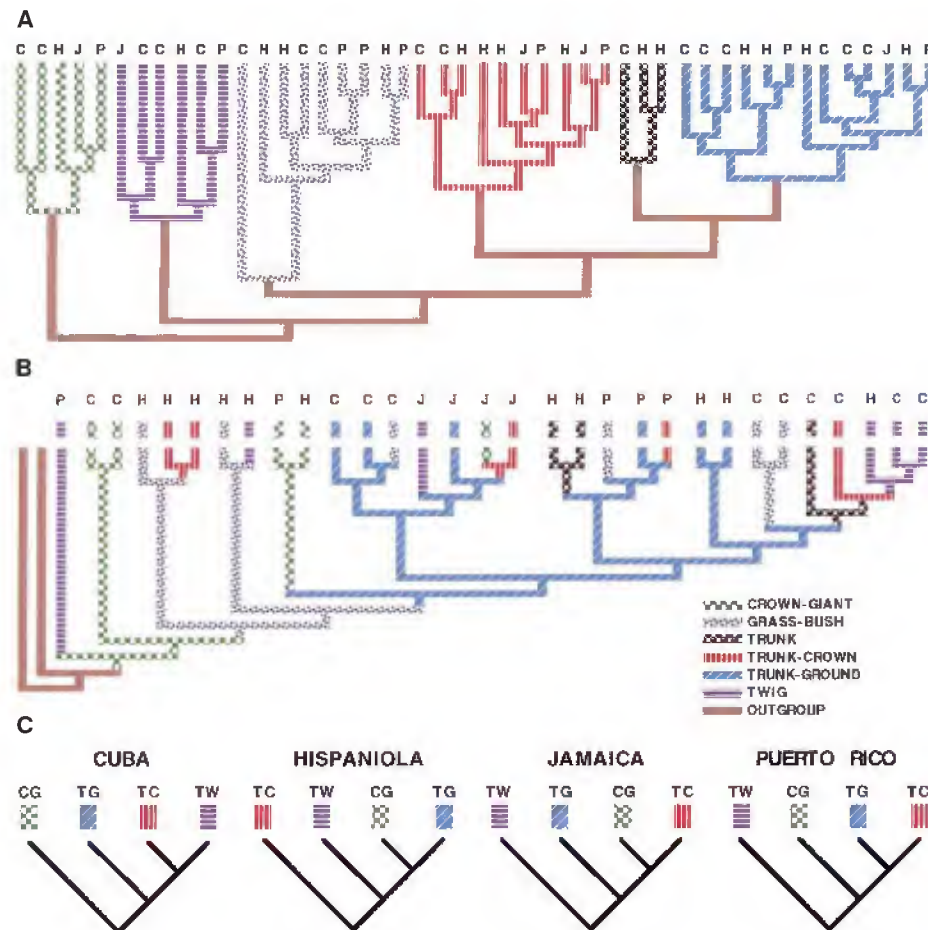 A
C C H J P J C C H C P C H H C C P P H P C C H H H J P H J P C H H C C C H H P H C C C J H P
B
P C C H H H H H P H C C C J J J J H H P P P H H C C C C H C C
CROWN-GIANT
GRASS-BUSH
TRUNK
TRUNK-CROWN
TRUNK-GROUND
TWIG
OUTGROUP
C
CUBA HISPANIOLA JAMAICA PUERTO RICO
CG TG TC TW TC TW CG TG TW TG CG TC TW CG TG TC